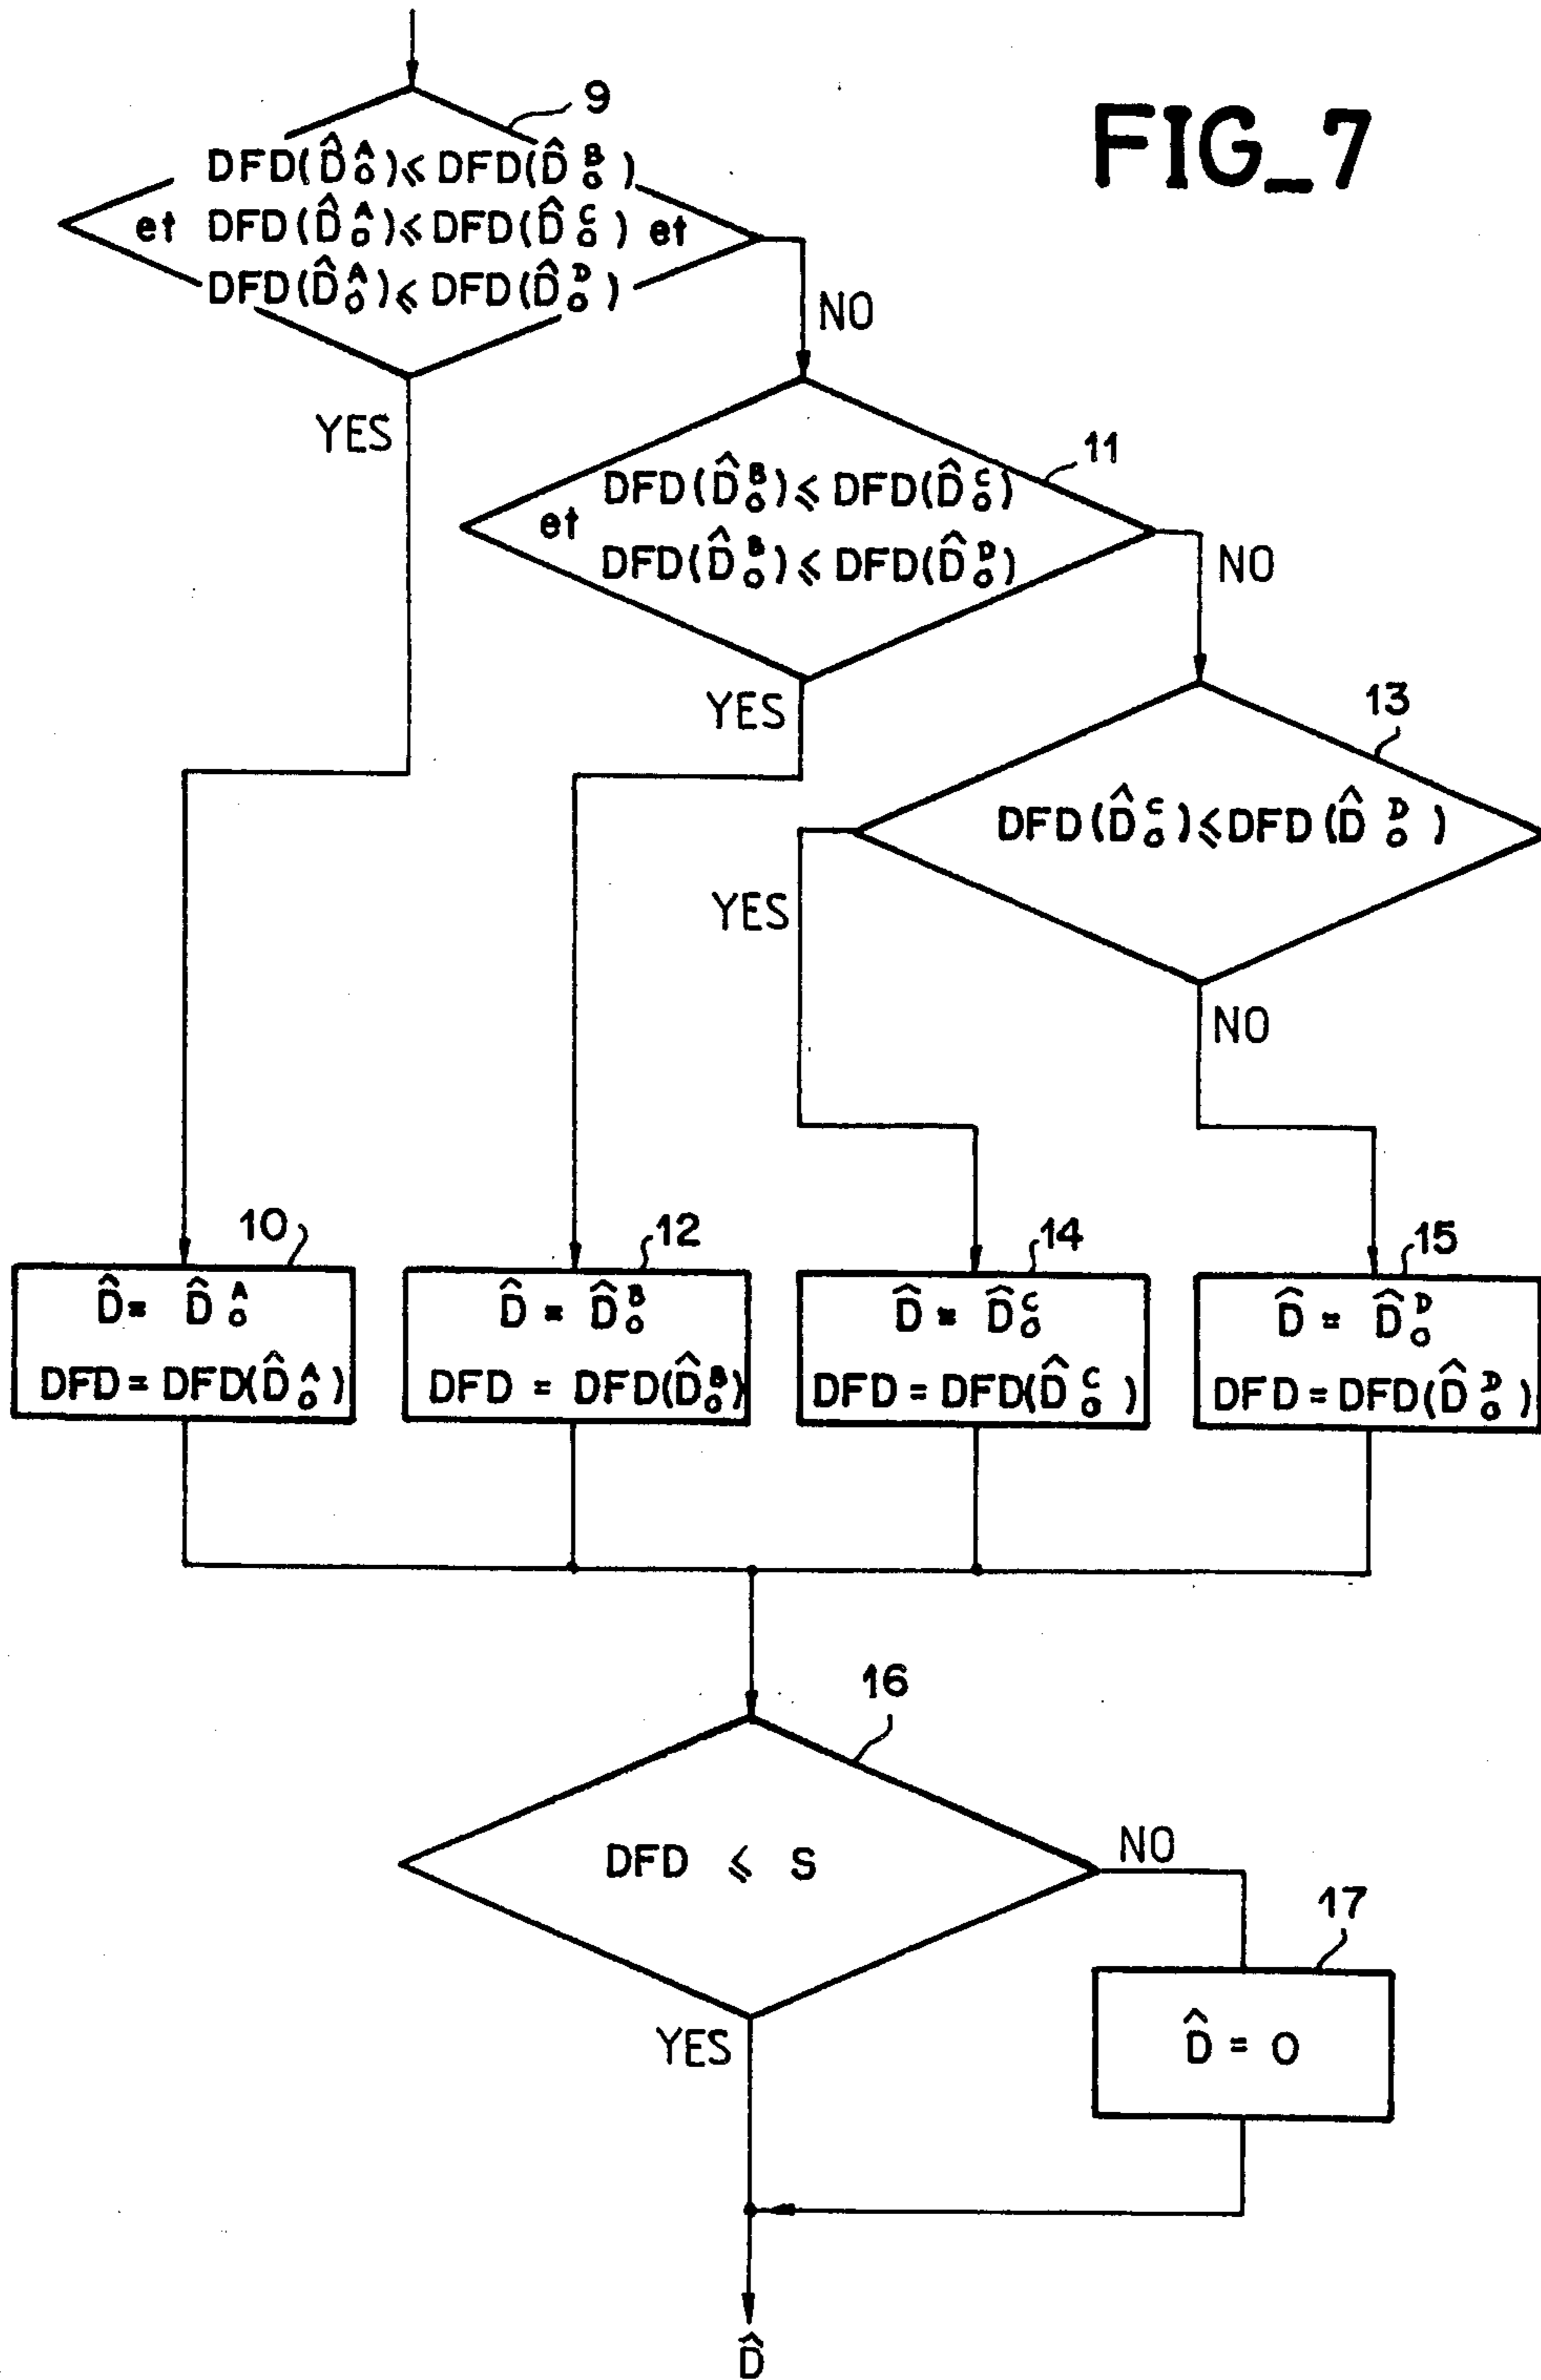 FIG_7
9
DFD(D̂₀ᴬ) ⩽ DFD(D̂₀ᴮ)
et DFD(D̂₀ᴬ) ⩽ DFD(D̂₀ᶜ) et
DFD(D̂₀ᴬ) ⩽ DFD(D̂₀ᴰ)
NO
YES
11
DFD(D̂₀ᴮ) ⩽ DFD(D̂₀ᶜ)
et
DFD(D̂₀ᴮ) ⩽ DFD(D̂₀ᴰ)
NO
YES
13
DFD(D̂₀ᶜ) ⩽ DFD(D̂₀ᴰ)
YES
NO
10
D̂ = D̂₀ᴬ
DFD = DFD(D̂₀ᴬ)
12
D̂ = D̂₀ᴮ
DFD = DFD(D̂₀ᴮ)
14
D̂ = D̂₀ᶜ
DFD = DFD(D̂₀ᶜ)
15
D̂ = D̂₀ᴰ
DFD = DFD(D̂₀ᴰ)
16
DFD ⩽ S
NO
17
YES
D̂ = 0
D̂